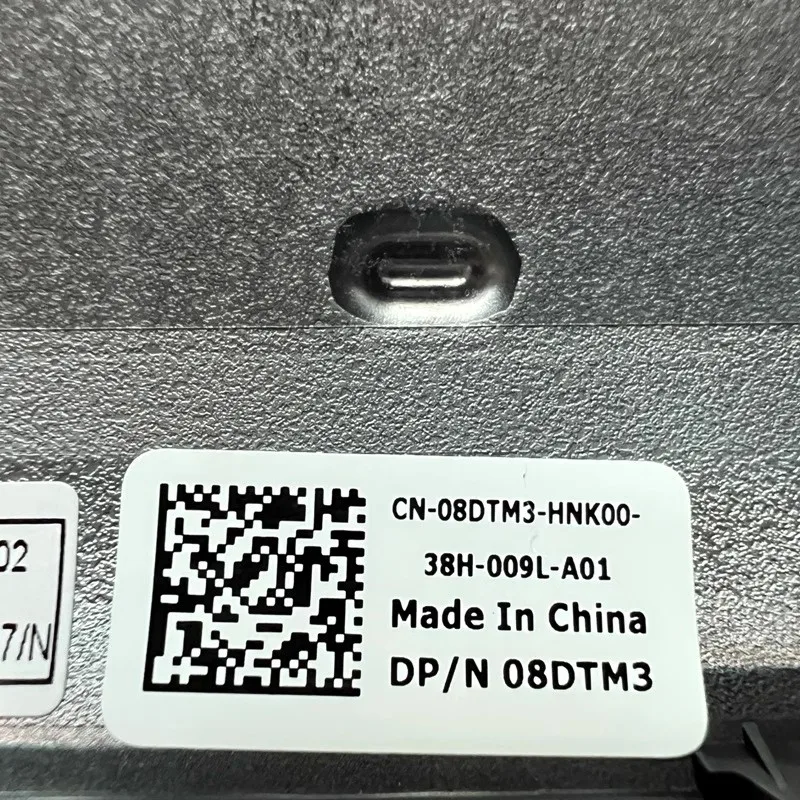 02
7/N
CN-08DTM3-HNK00-
38H-009L-A01
Made In China
DP/N 08DTM3